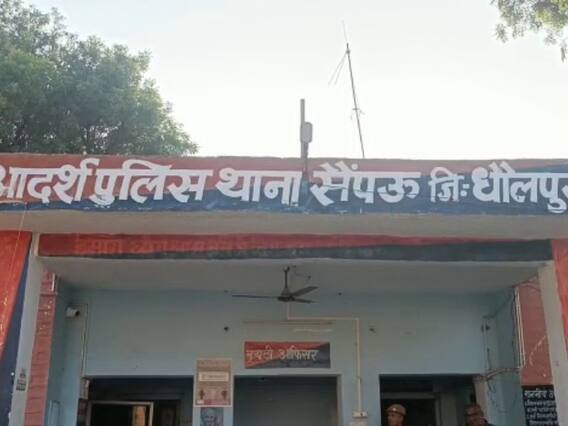 आदर्श पुलिस थाना सैंपऊ जि: धौलपुर
ड्यूटी ऑफिसर